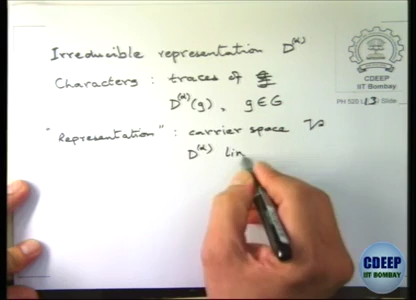 Irreducible representation D^(α)
Characters : traces of
D^(α)(g), g∈G
"Representation" : carrier space V
D^(α) lin
CDEEP
IIT Bombay
PH 520 L 13 / Slide
CDEEP
IIT BOMBAY